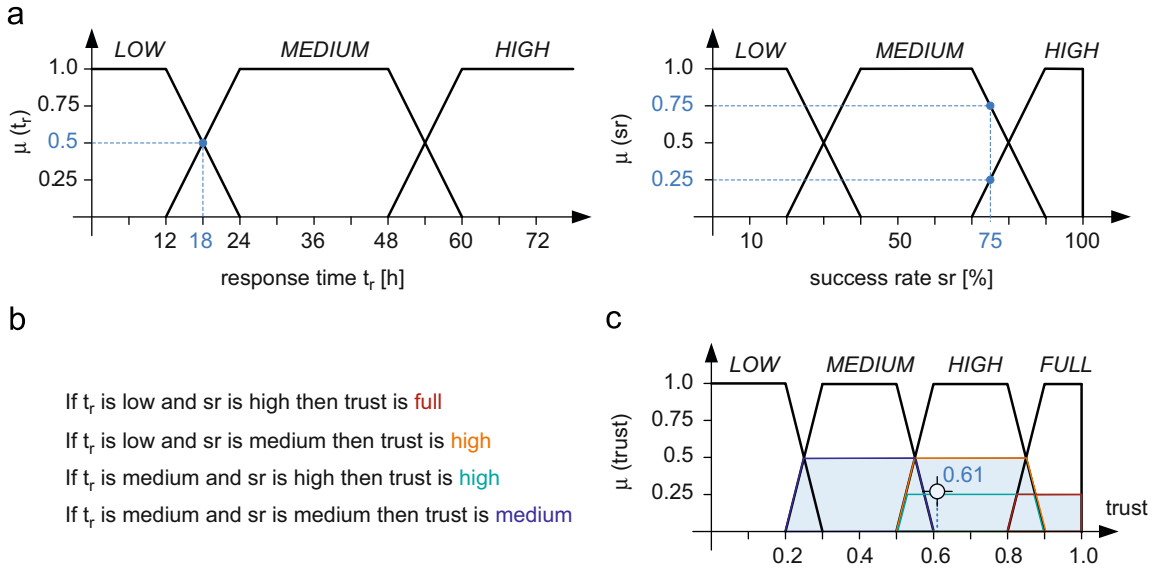 a
LOW MEDIUM HIGH
1.0
0.75
0.5
0.25
μ (tr)
12 18 24 36 48 60 72
response time tr [h]
LOW MEDIUM HIGH
1.0
0.75
0.5
0.25
μ (sr)
10 50 75 100
success rate sr [%]
b
If tr is low and sr is high then trust is full
If tr is low and sr is medium then trust is high
If tr is medium and sr is high then trust is high
If tr is medium and sr is medium then trust is medium
c
LOW MEDIUM HIGH FULL
1.0
0.75
0.5
0.25
μ (trust)
0.61
trust
0.2 0.4 0.6 0.8 1.0